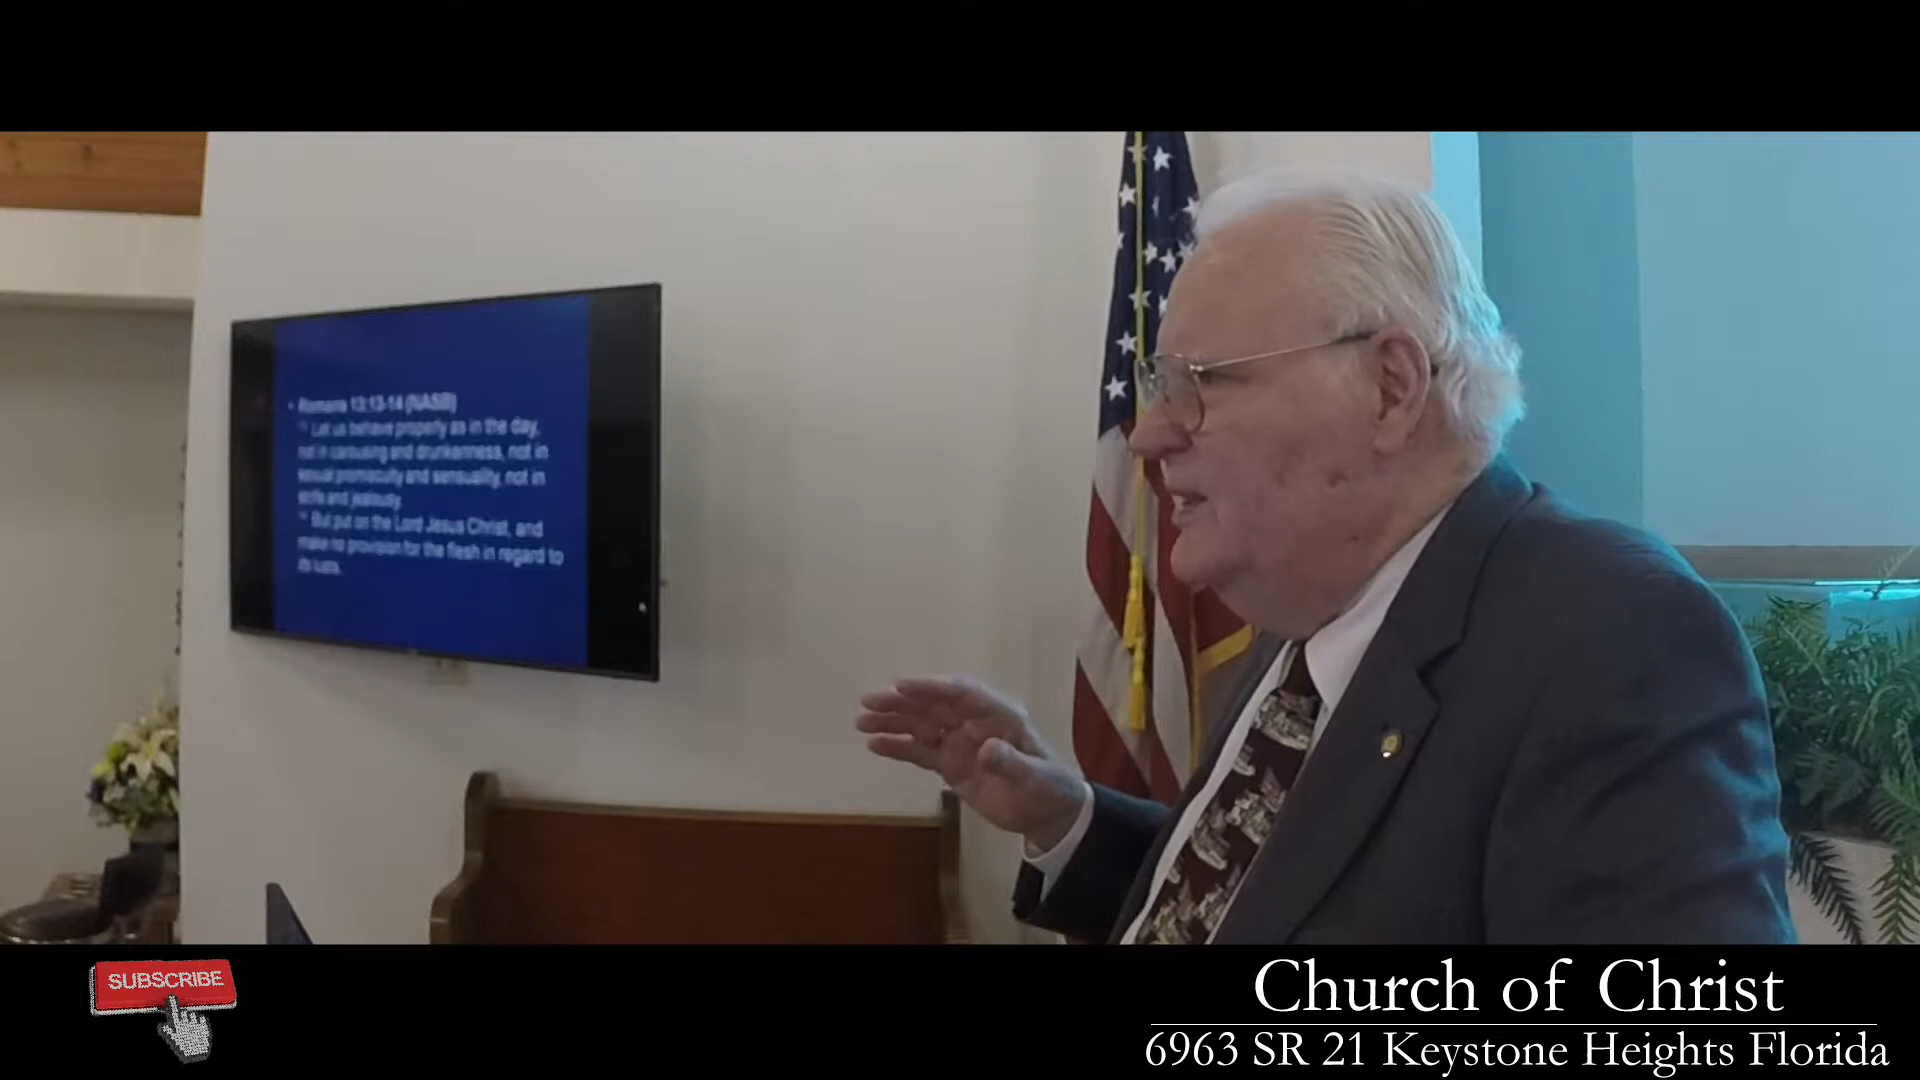 Romans 13:13-14 (NASB)
Let us behave properly as in the day,
not in carousing and drunkenness, not in
sexual promiscuity and sensuality, not in
strife and jealousy.
But put on the Lord Jesus Christ, and
make no provision for the flesh in regard to
its lusts.
SUBSCRIBE
Church of Christ
6963 SR 21 Keystone Heights Florida